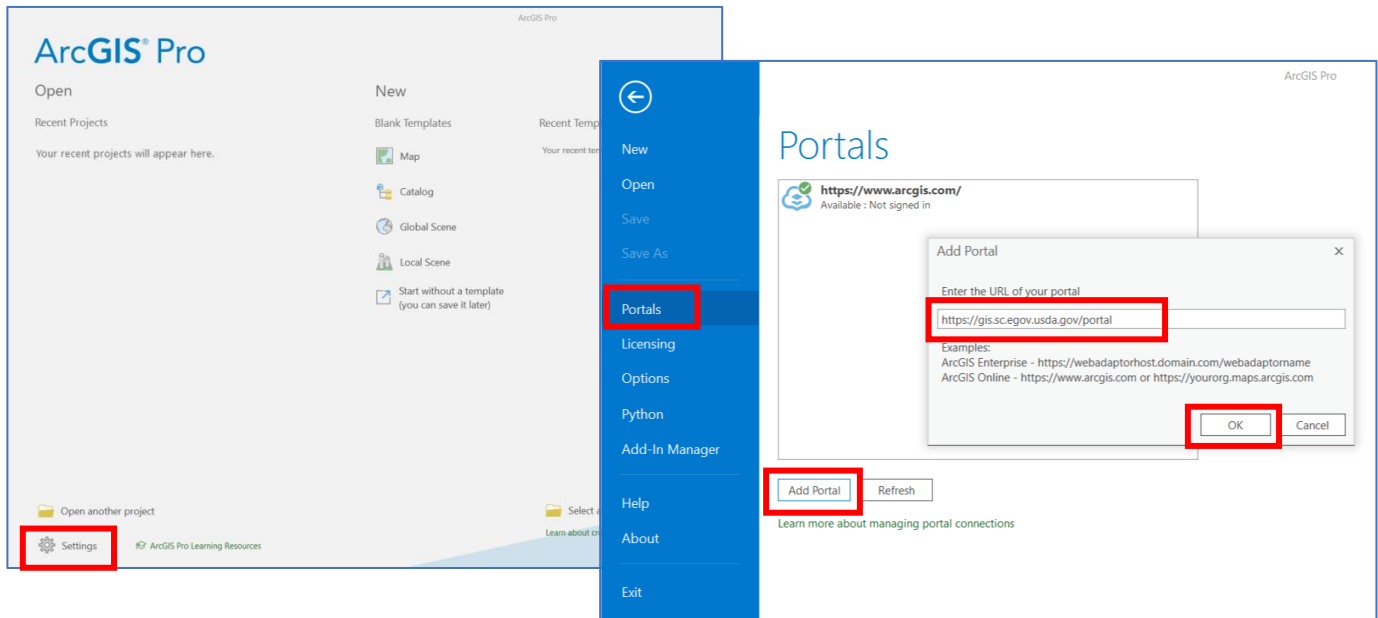 ArcGIS Pro
ArcGIS® Pro
Open
Recent Projects
Your recent projects will appear here.
New
Blank Templates
Map
Catalog
Global Scene
Local Scene
Start without a template
(you can save it later)
Recent Temp
Your recent ter
Open another project
Settings
ArcGIS Pro Learning Resources
Select a
Learn about cr
ArcGIS Pro
New
Open
Save
Save As
Portals
Licensing
Options
Python
Add-In Manager
Help
About
Exit
Portals
https://www.arcgis.com/
Available : Not signed in
Add Portal
Enter the URL of your portal
https://gis.sc.egov.usda.gov/portal
Examples:
ArcGIS Enterprise - https://webadaptorhost.domain.com/webadaptorname
ArcGIS Online - https://www.arcgis.com or https://yourorg.maps.arcgis.com
OK Cancel
Add Portal Refresh
Learn more about managing portal connections